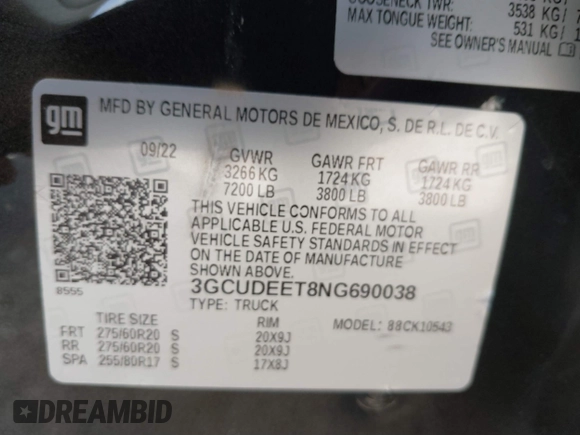 3538 KG/
MAX TONGUE WEIGHT: 531 KG/ 1
SEE OWNER'S MANUAL
gm
MFD BY GENERAL MOTORS DE MEXICO, S. DE R.L. DE C.V.
09/22 GVWR GAWR FRT GAWR RR
3266 KG 1724 KG 1724 KG
7200 LB 3800 LB 3800 LB
THIS VEHICLE CONFORMS TO ALL
APPLICABLE U.S. FEDERAL MOTOR
VEHICLE SAFETY STANDARDS IN EFFECT
ON THE DATE OF MANUFACTURE
SHOWN ABOVE.
8555 3GCUDEET8NG690038
TYPE: TRUCK
TIRE SIZE RIM MODEL: 88CK10543
FRT 275/60R20 S 20X9J
RR 275/60R20 S 20X9J
SPA 255/80R17 S 17X8J
DREAMBID